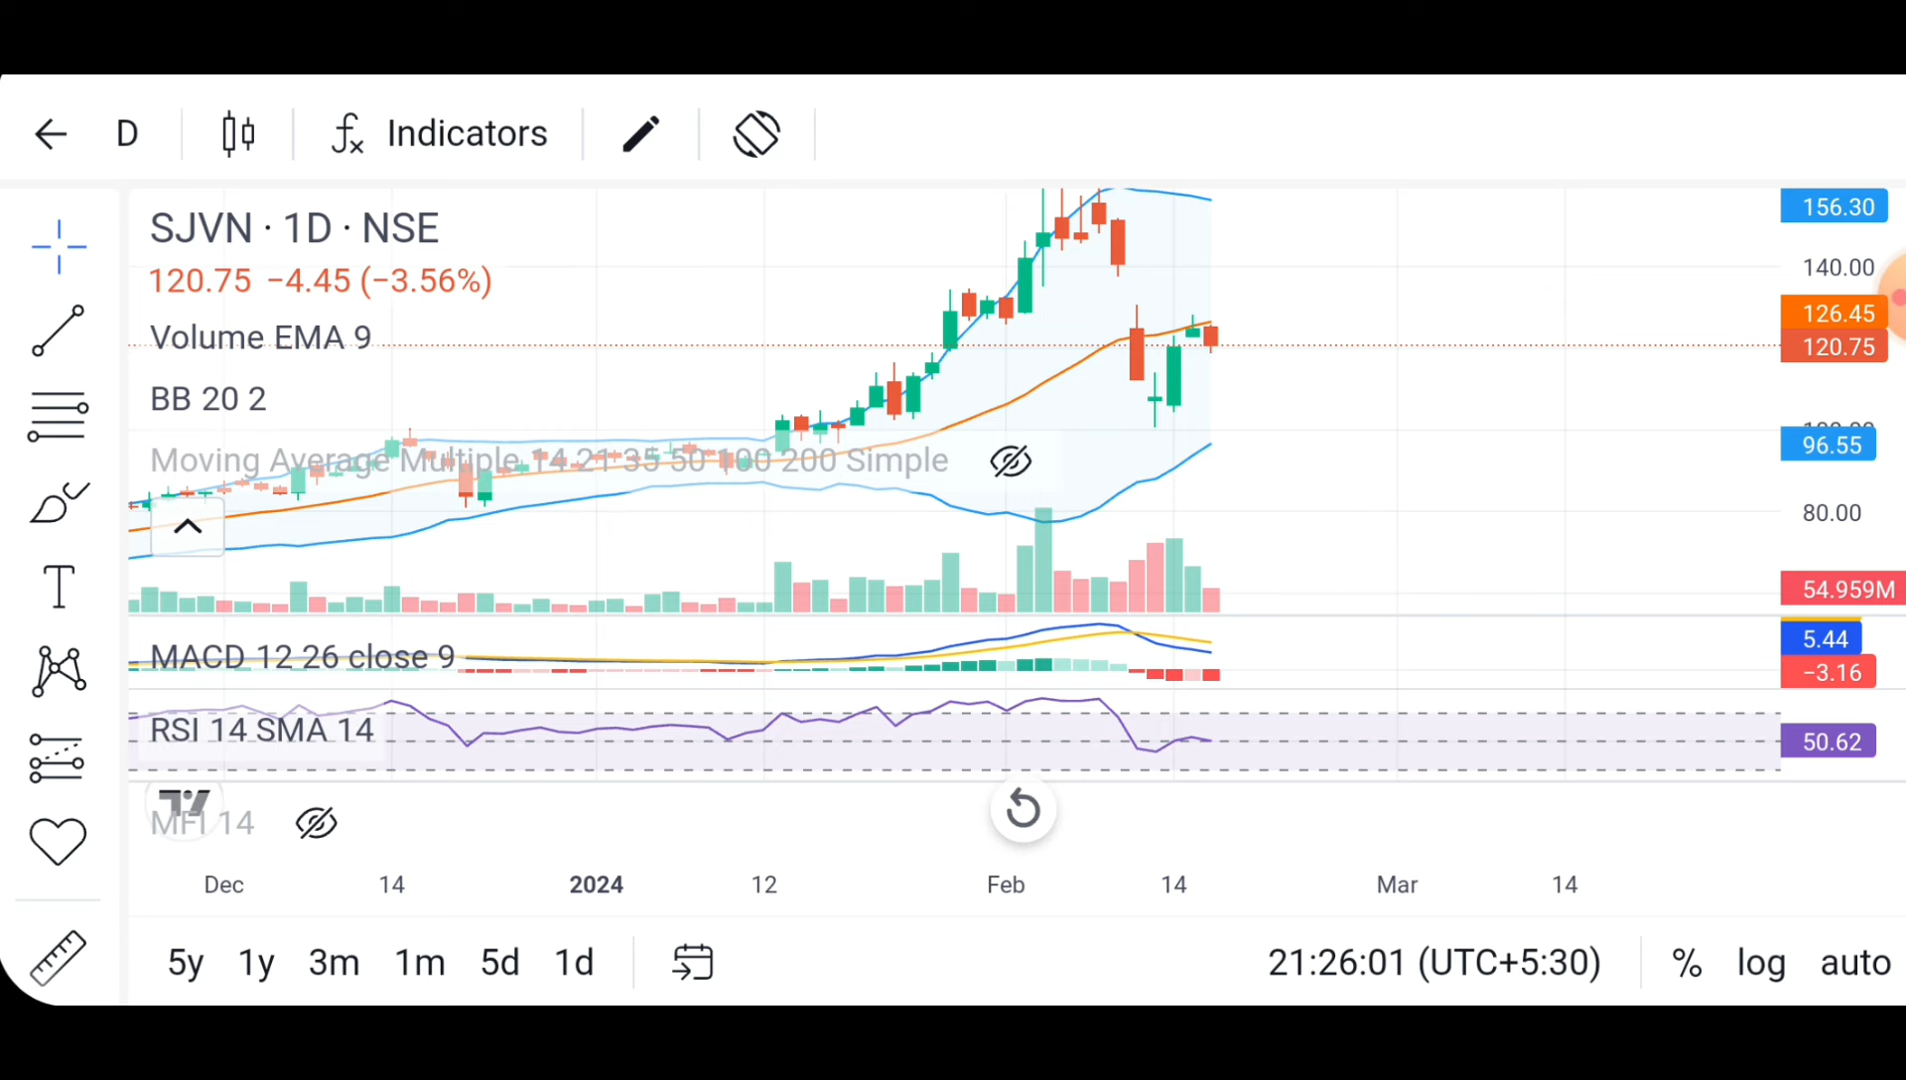 D
Indicators
SJVN · 1D · NSE
120.75 −4.45 (−3.56%)
Volume EMA 9
BB 20 2
Moving Average Multiple 14 21 35 50 100 200 Simple
MACD 12 26 close 9
RSI 14 SMA 14
MFI 14
156.30
140.00
126.45
120.75
100.00
96.55
80.00
54.959M
5.44
−3.16
50.62
Dec 14 2024 12 Feb 14 Mar 14
5y 1y 3m 1m 5d 1d
21:26:01 (UTC+5:30) % log auto